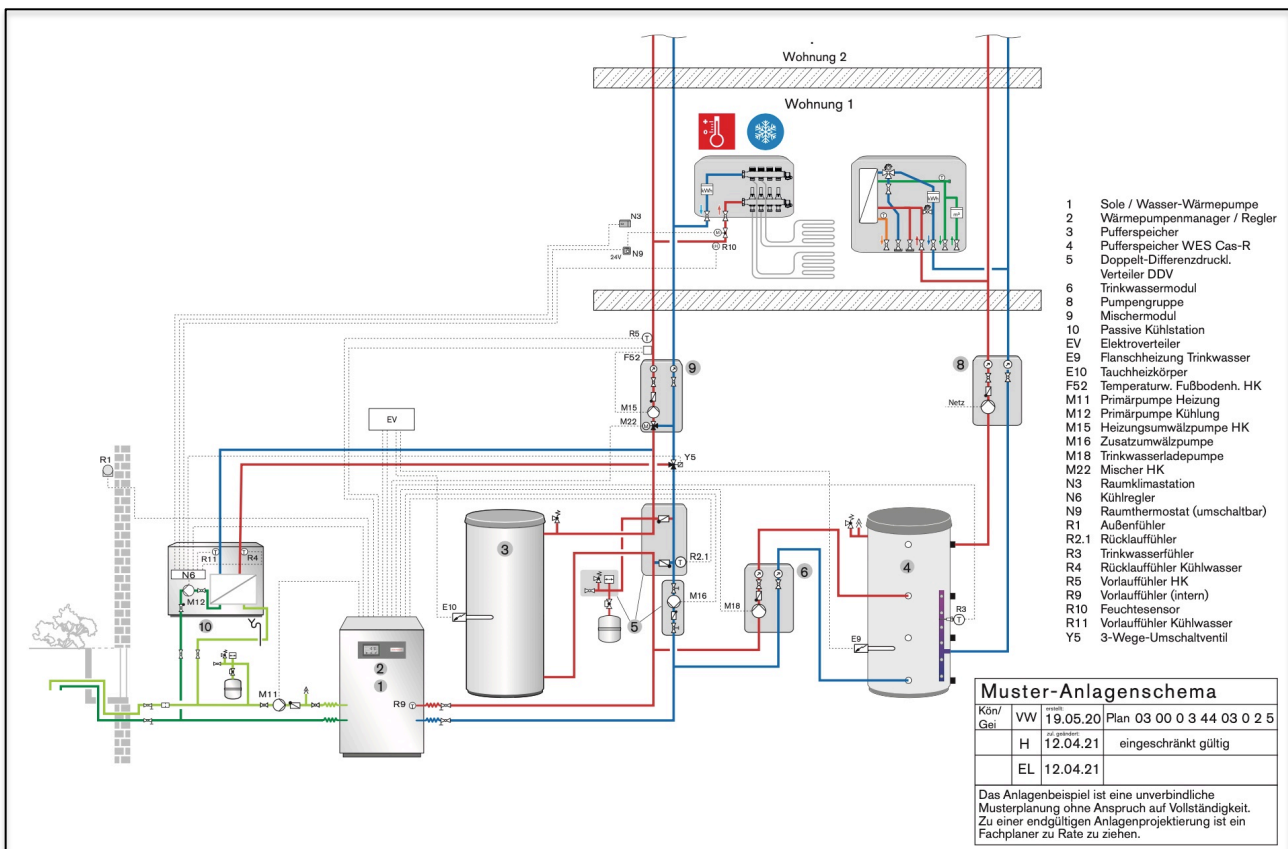 Wohnung 2
Wohnung 1
kWh
kWh
m³
T
T
N3
24V
N9
M
H
R10
R5
T
F52
9
8
M15
Netz
EV
M22
M
Y5
R1
R11
T
T
R4
N6
M12
10
3
R2.1
T
M16
6
M18
4
R3
T
E10
5
E9
M11
2
1
R9
T
1 Sole / Wasser-Wärmepumpe
2 Wärmepumpenmanager / Regler
3 Pufferspeicher
4 Pufferspeicher WES Cas-R
5 Doppelt-Differenzdruckl.
Verteiler DDV
6 Trinkwassermodul
8 Pumpengruppe
9 Mischermodul
10 Passive Kühlstation
EV Elektroverteiler
E9 Flanschheizung Trinkwasser
E10 Tauchheizkörper
F52 Temperaturw. Fußbodenh. HK
M11 Primärpumpe Heizung
M12 Primärpumpe Kühlung
M15 Heizungsumwälzpumpe HK
M16 Zusatzumwälzpumpe
M18 Trinkwasserladepumpe
M22 Mischer HK
N3 Raumklimastation
N6 Kühlregler
N9 Raumthermostat (umschaltbar)
R1 Außenfühler
R2.1 Rücklauffühler
R3 Trinkwasserfühler
R4 Rücklauffühler Kühlwasser
R5 Vorlauffühler HK
R9 Vorlauffühler (intern)
R10 Feuchtesensor
R11 Vorlauffühler Kühlwasser
Y5 3-Wege-Umschaltventil
Muster-Anlagenschema
Kön/
Gei
VW
erstellt:
19.05.20
Plan 03 00 0 3 44 03 0 2 5
H
zul. geändert:
12.04.21
eingeschränkt gültig
EL 12.04.21
Das Anlagenbeispiel ist eine unverbindliche
Musterplanung ohne Anspruch auf Vollständigkeit.
Zu einer endgültigen Anlagenprojektierung ist ein
Fachplaner zu Rate zu ziehen.